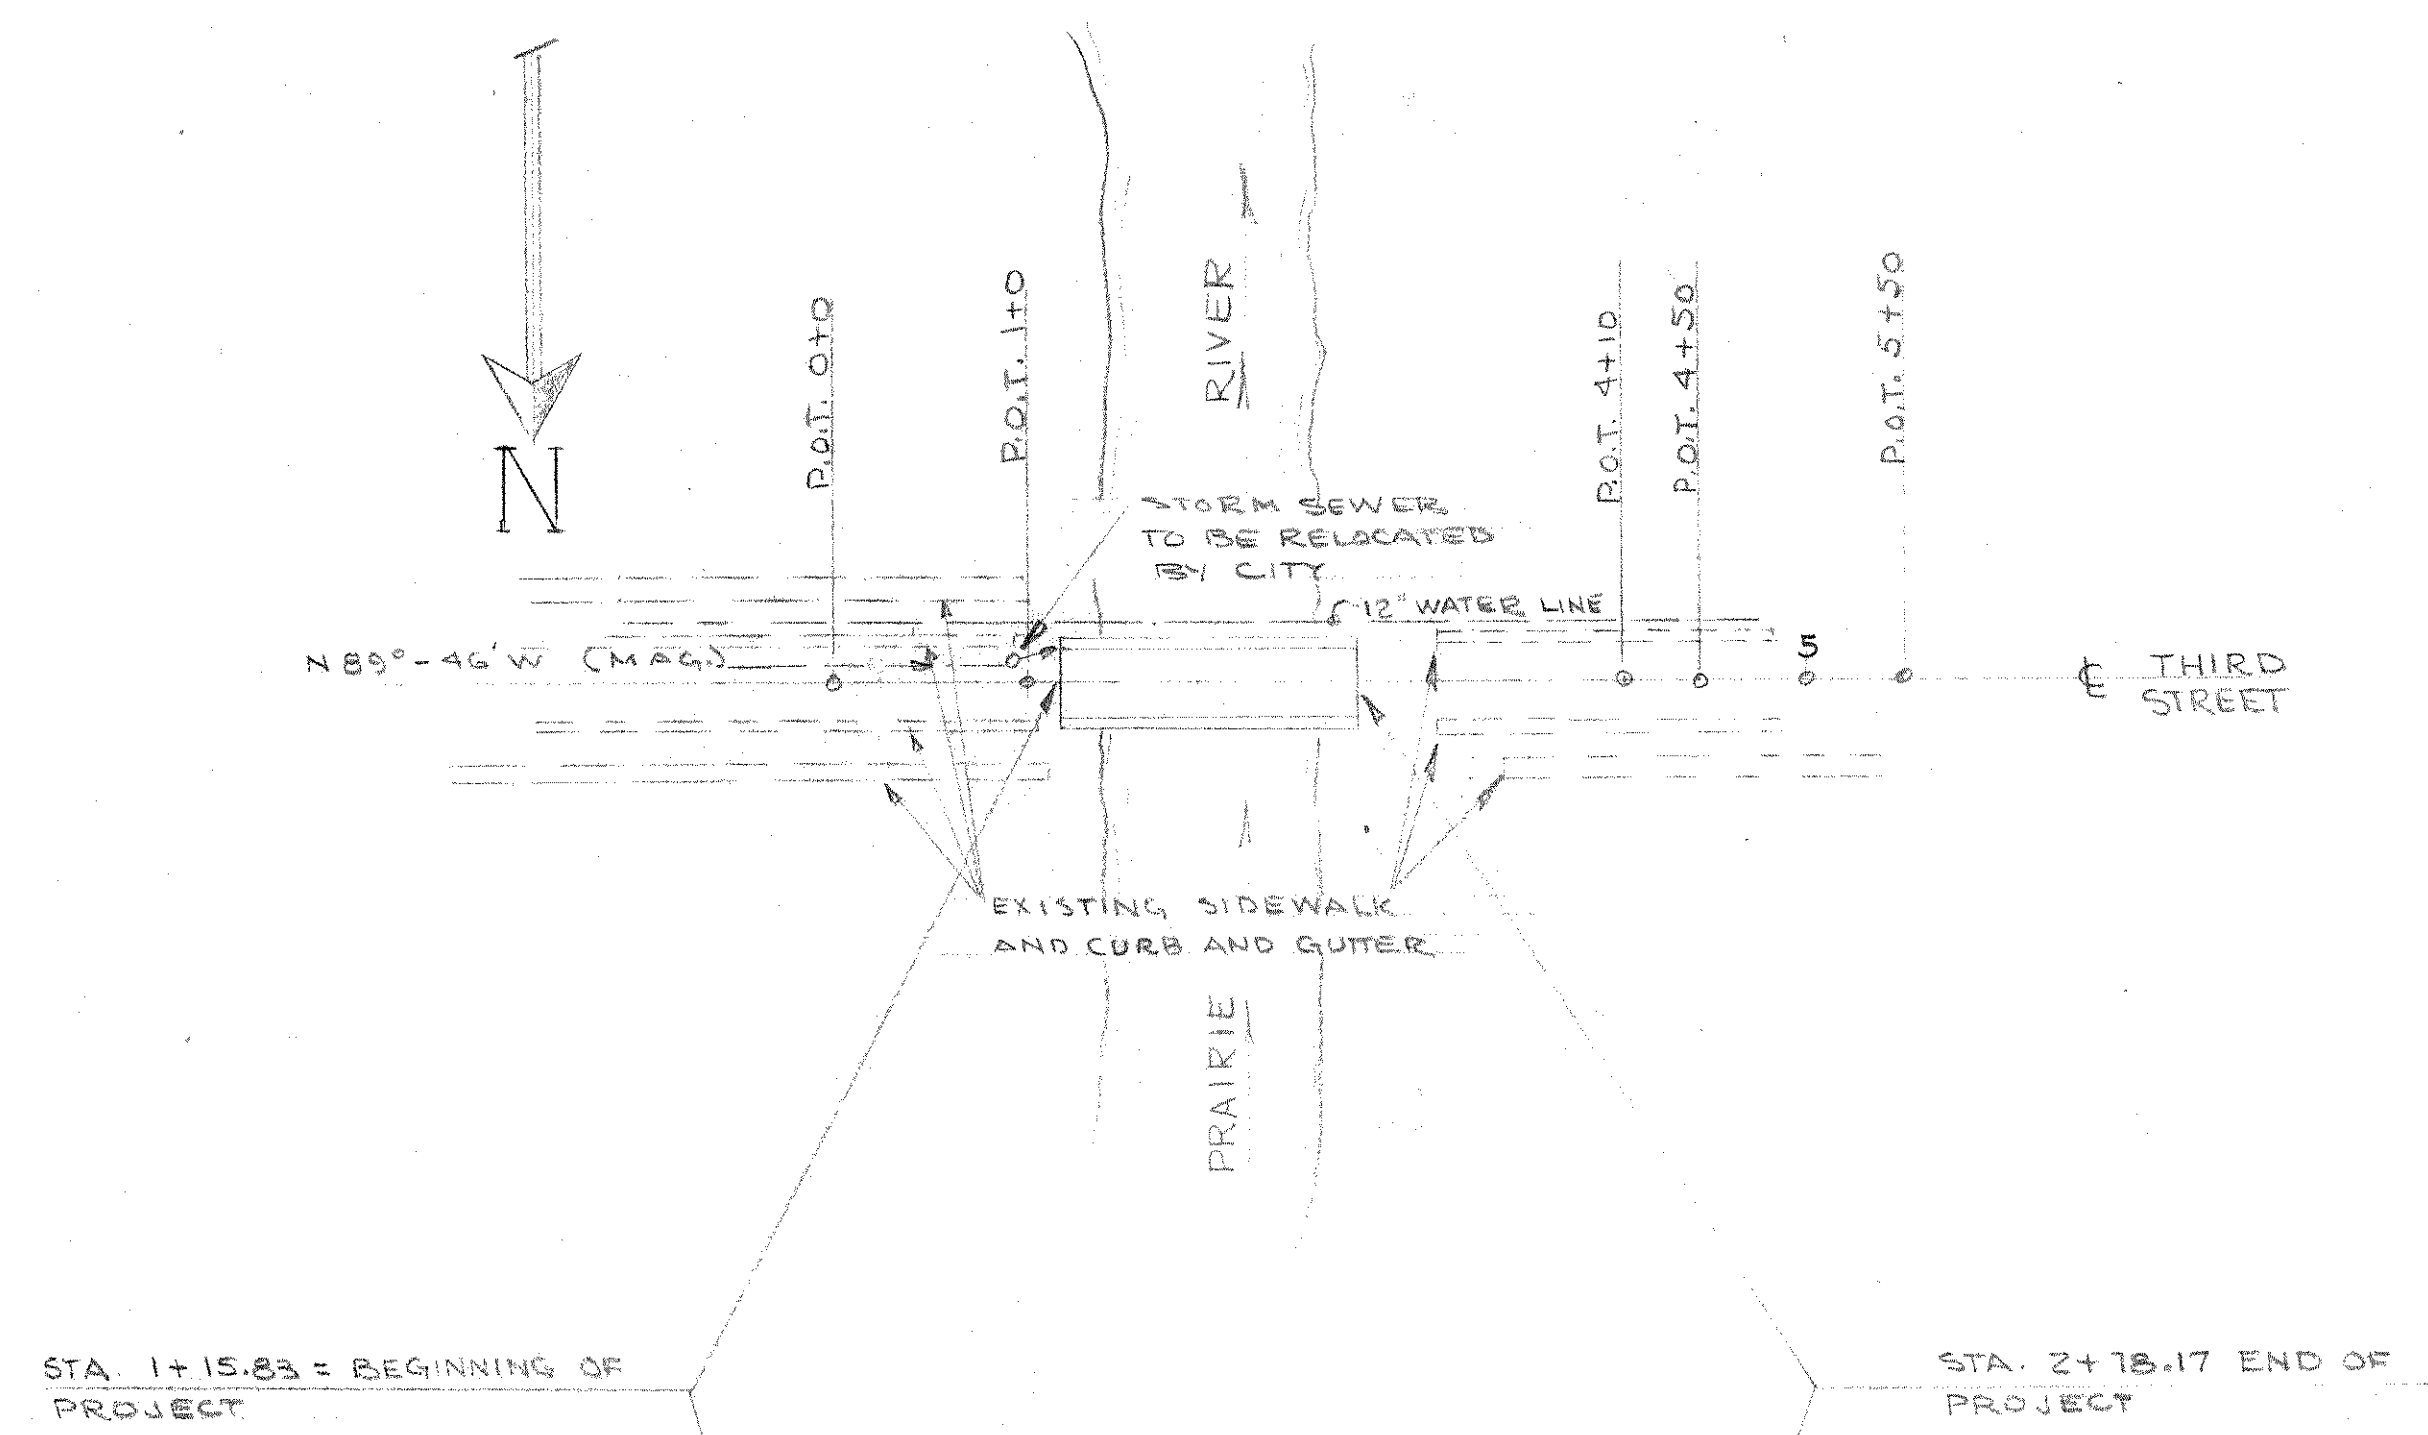 N
P.O.T. 0+0
P.O.T. 1+0
RIVER
P.O.T. 4+10
P.O.T. 4+50
P.O.T. 5+50
STORM SEWER
TO BE RELOCATED
BY CITY
12" WATER LINE
5
N 89° - 46' W (MAG.)
℄ THIRD
STREET
EXISTING SIDEWALK
AND CURB AND GUTTER
PRAIRIE
STA. 1+15.83 = BEGINNING OF
PROJECT
STA. 2+78.17 END OF
PROJECT